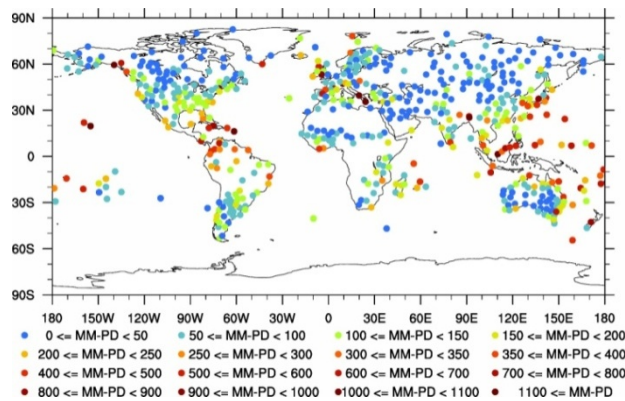 90N
60N
30N
0
30S
60S
90S
180 150W 120W 90W 60W 30W 0 30E 60E 90E 120E 150E 180
0 <= MM-PD < 50 50 <= MM-PD < 100 100 <= MM-PD < 150 150 <= MM-PD < 200
200 <= MM-PD < 250 250 <= MM-PD < 300 300 <= MM-PD < 350 350 <= MM-PD < 400
400 <= MM-PD < 500 500 <= MM-PD < 600 600 <= MM-PD < 700 700 <= MM-PD < 800
800 <= MM-PD < 900 900 <= MM-PD < 1000 1000 <= MM-PD < 1100 1100 <= MM-PD